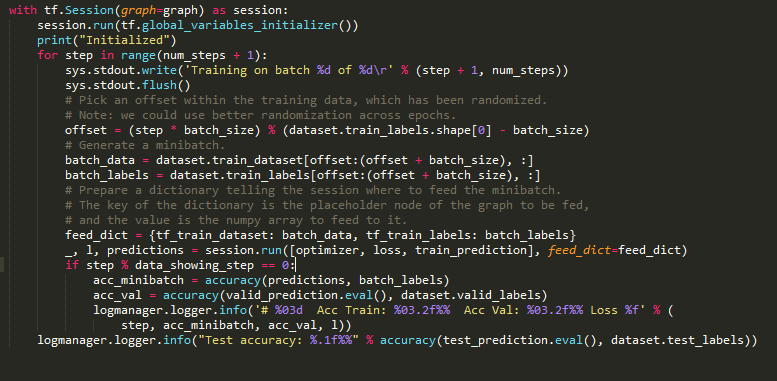 with tf.Session(graph=graph) as session:
    session.run(tf.global_variables_initializer())
    print("Initialized")
    for step in range(num_steps + 1):
        sys.stdout.write('Training on batch %d of %d\r' % (step + 1, num_steps))
        sys.stdout.flush()
        # Pick an offset within the training data, which has been randomized.
        # Note: we could use better randomization across epochs.
        offset = (step * batch_size) % (dataset.train_labels.shape[0] - batch_size)
        # Generate a minibatch.
        batch_data = dataset.train_dataset[offset:(offset + batch_size), :]
        batch_labels = dataset.train_labels[offset:(offset + batch_size), :]
        # Prepare a dictionary telling the session where to feed the minibatch.
        # The key of the dictionary is the placeholder node of the graph to be fed,
        # and the value is the numpy array to feed to it.
        feed_dict = {tf_train_dataset: batch_data, tf_train_labels: batch_labels}
        _, l, predictions = session.run([optimizer, loss, train_prediction], feed_dict=feed_dict)
        if step % data_showing_step == 0:
            acc_minibatch = accuracy(predictions, batch_labels)
            acc_val = accuracy(valid_prediction.eval(), dataset.valid_labels)
            logmanager.logger.info('# %03d  Acc Train: %03.2f%%  Acc Val: %03.2f%% Loss %f' % (
                step, acc_minibatch, acc_val, l))
    logmanager.logger.info("Test accuracy: %.1f%%" % accuracy(test_prediction.eval(), dataset.test_labels))